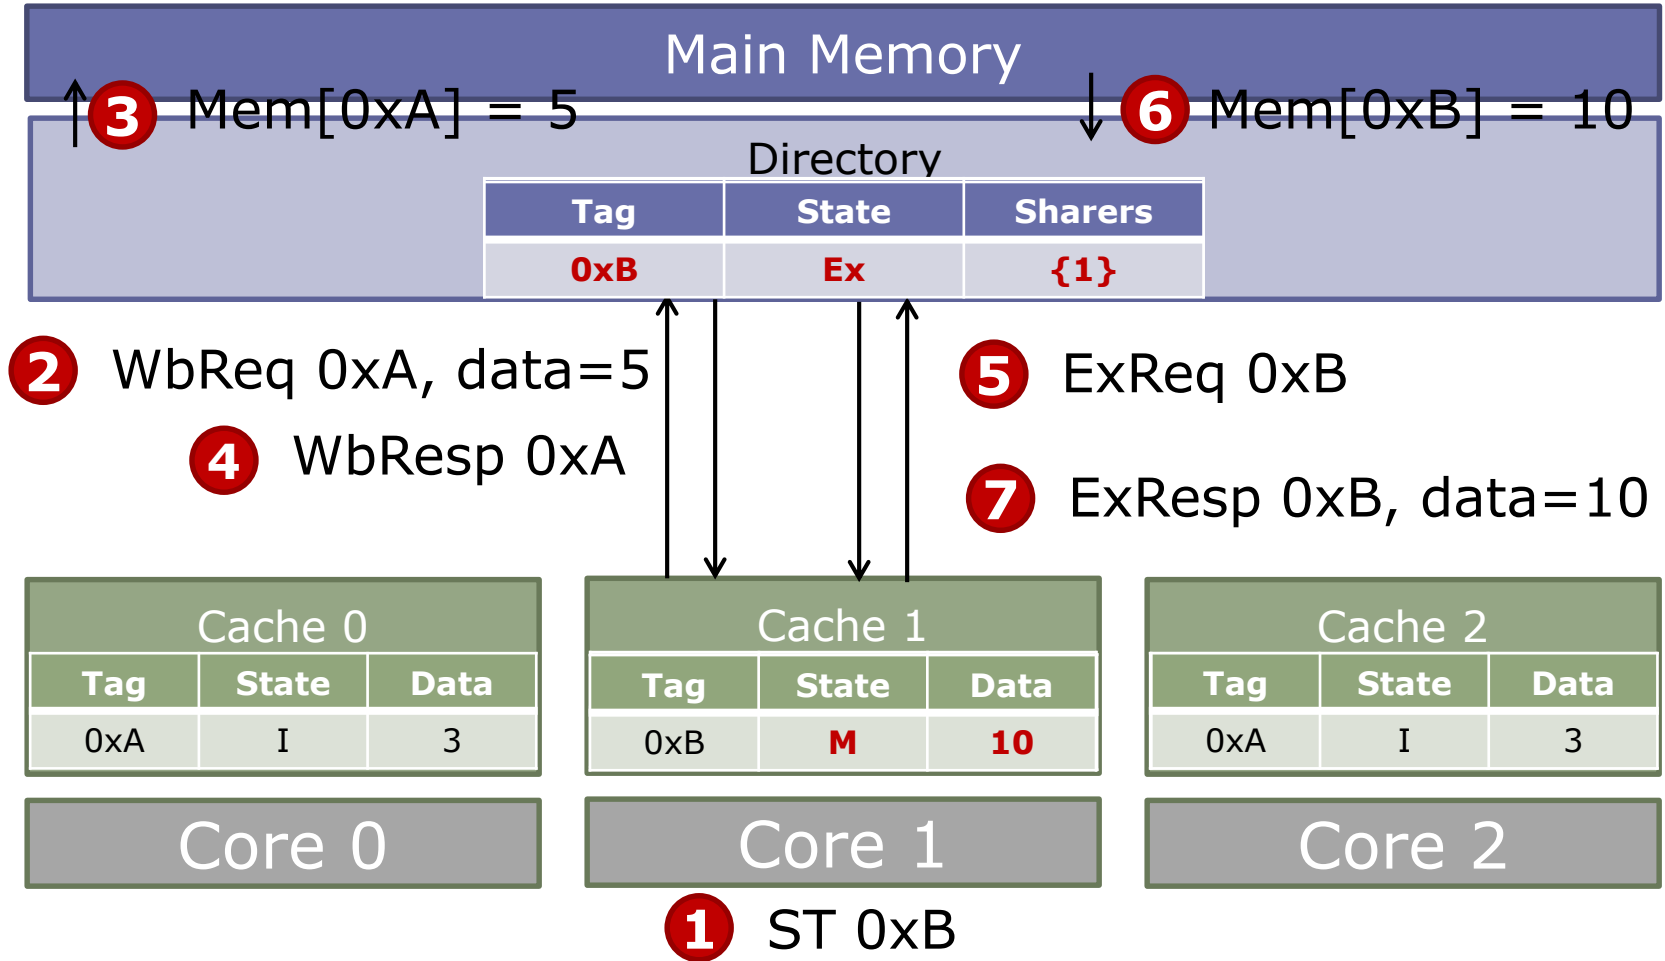 Main Memory
3 Mem[0xA] = 5
6 Mem[0xB] = 10
Directory
Tag State Sharers
0xB Ex {1}
2 WbReq 0xA, data=5
5 ExReq 0xB
4 WbResp 0xA
7 ExResp 0xB, data=10
Cache 0
Tag State Data
0xA I 3
Core 0
Cache 1
Tag State Data
0xB M 10
Core 1
Cache 2
Tag State Data
0xA I 3
Core 2
1 ST 0xB